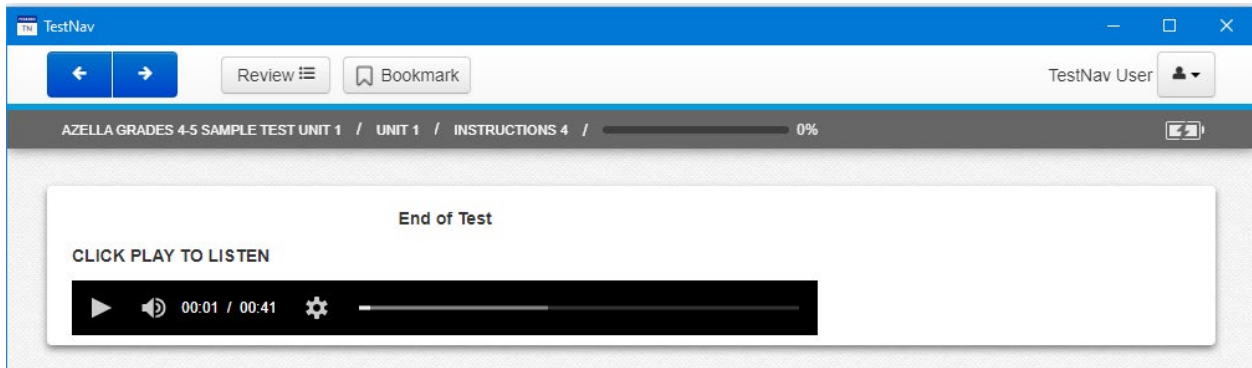 TestNav
Review Bookmark TestNav User
AZELLA GRADES 4-5 SAMPLE TEST UNIT 1 / UNIT 1 / INSTRUCTIONS 4 / 0%
End of Test
CLICK PLAY TO LISTEN
00:01 / 00:41